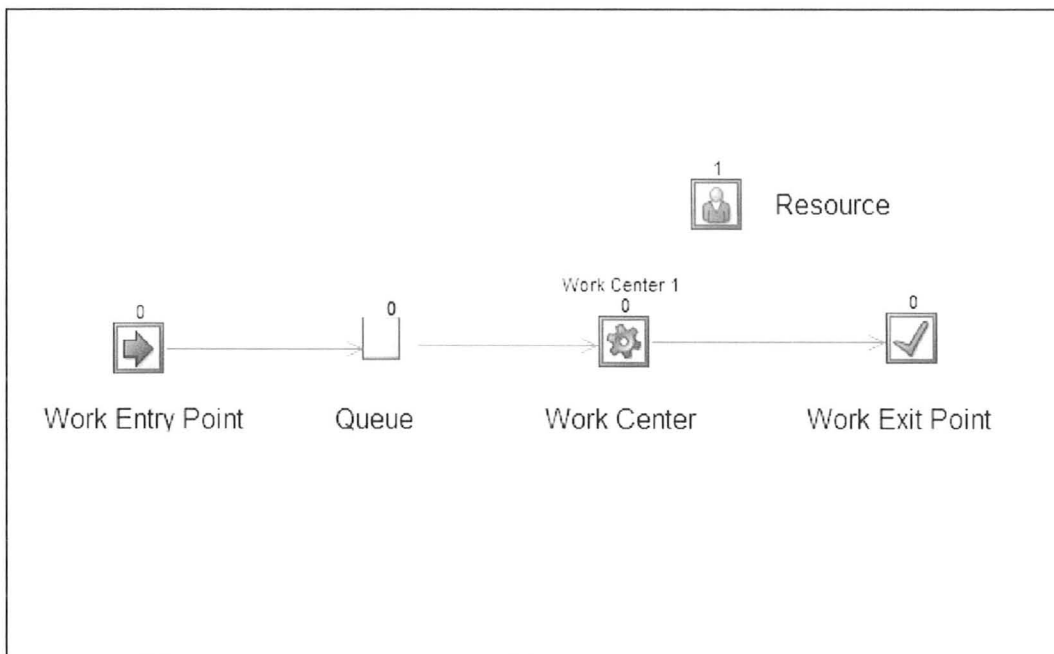 1
Resource
Work Center 1
0
0
0
0
Work Entry Point
Queue
Work Center
Work Exit Point